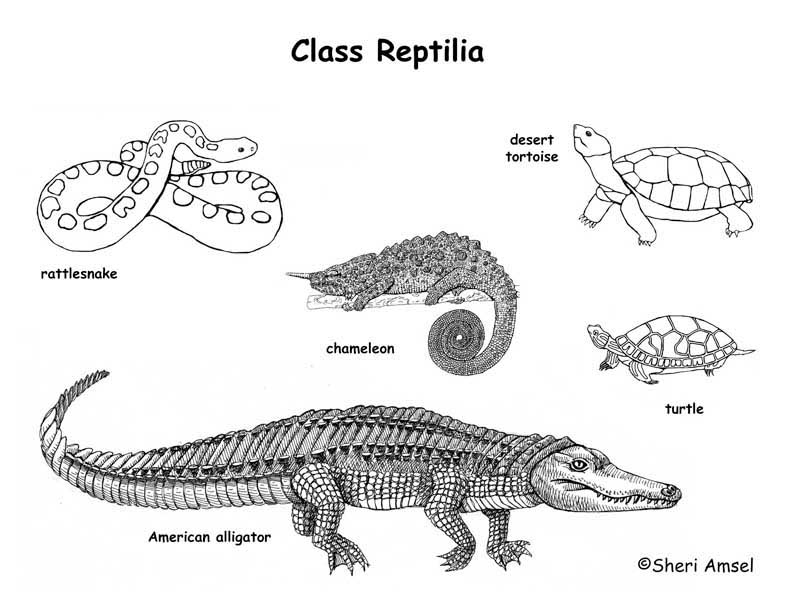 Class Reptilia
desert
tortoise
rattlesnake
chameleon
turtle
American alligator
©Sheri Amsel